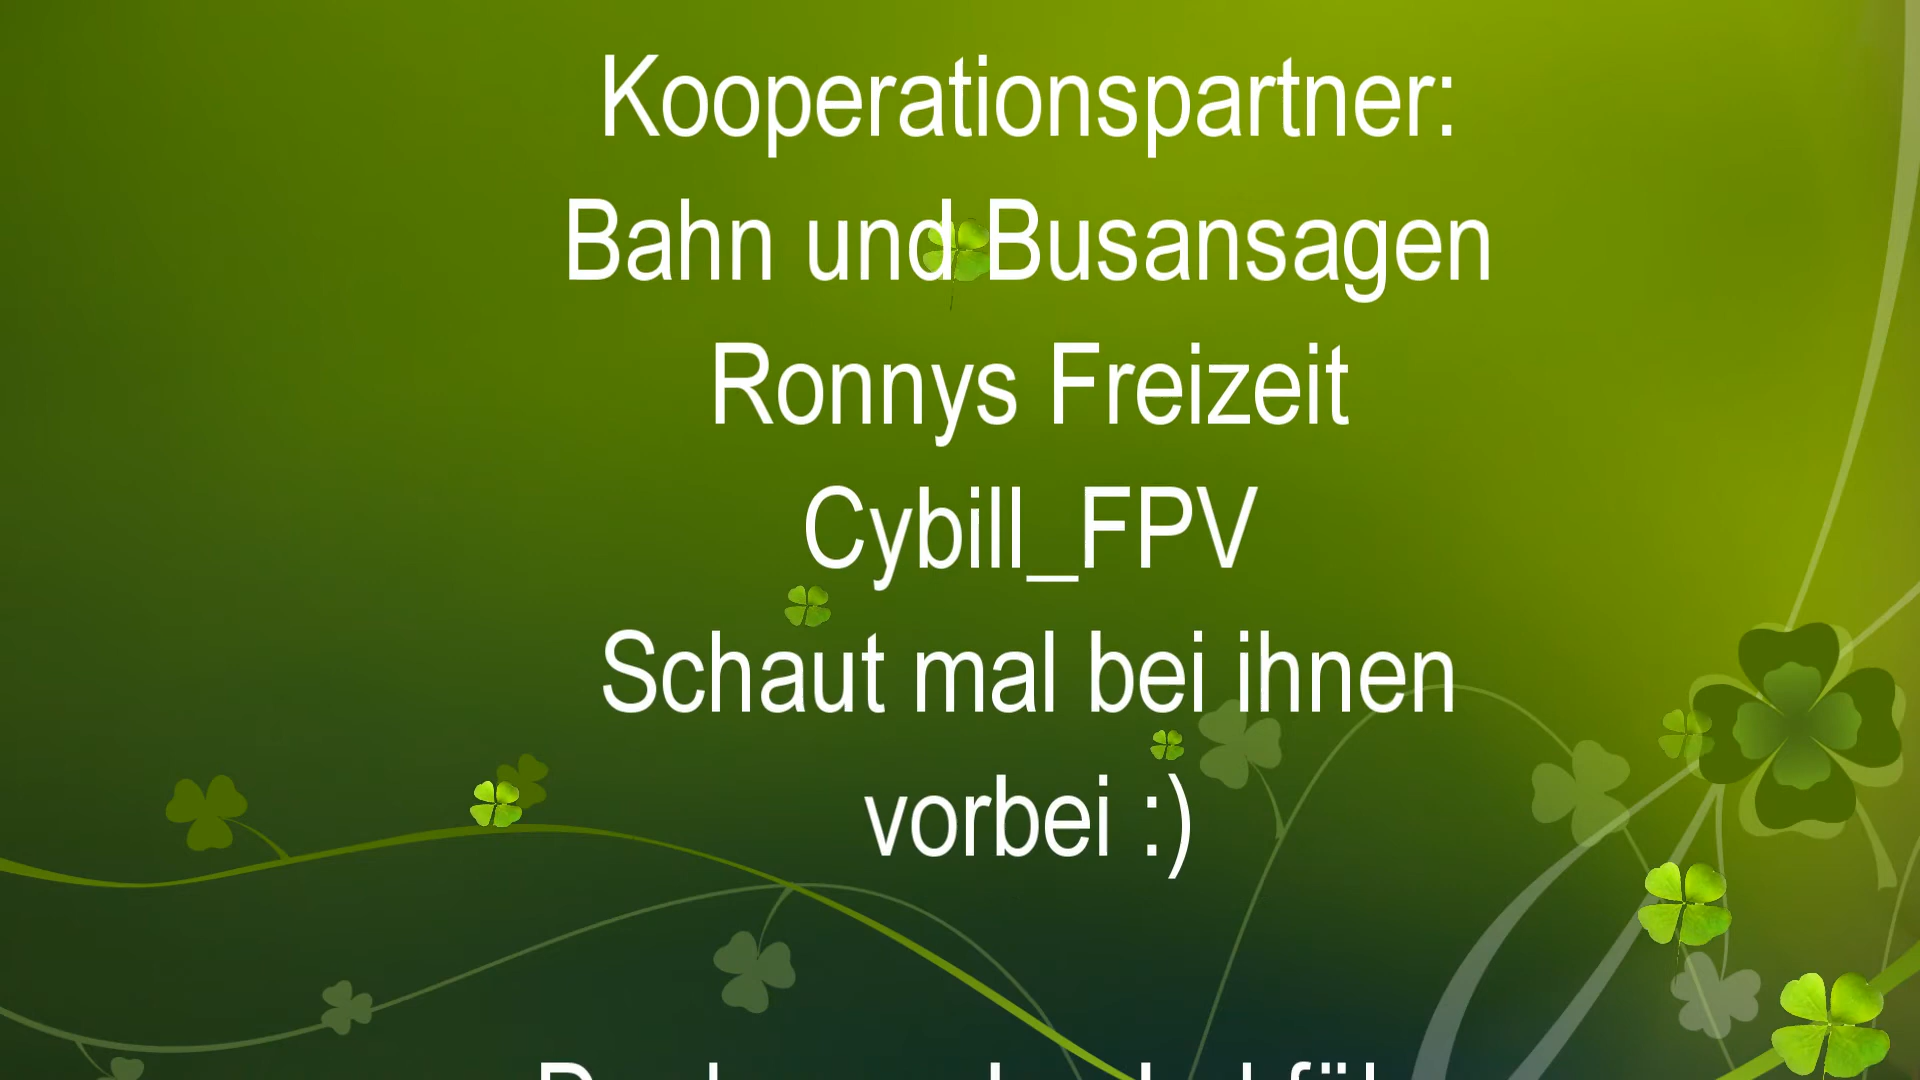 Kooperationspartner:
Bahn und Busansagen
Ronnys Freizeit
Cybill_FPV
Schaut mal bei ihnen
vorbei :)